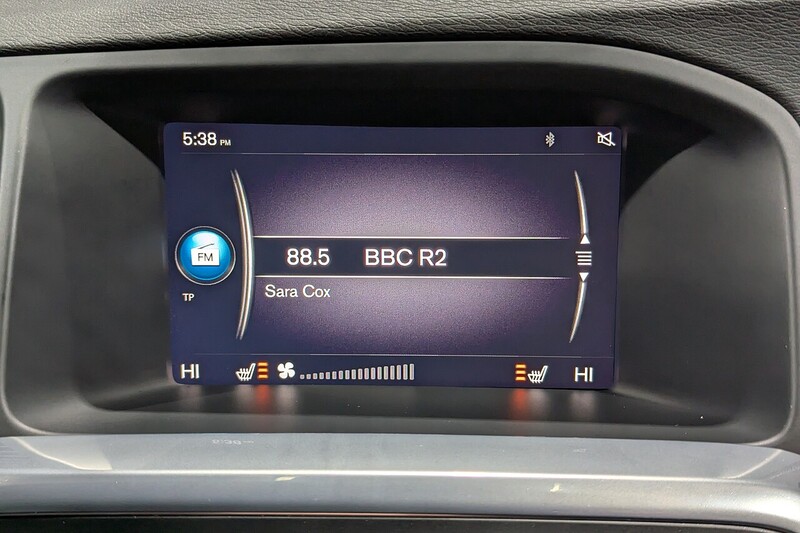 5:38 PM
FM
88.5 BBC R2
TP
Sara Cox
HI
HI